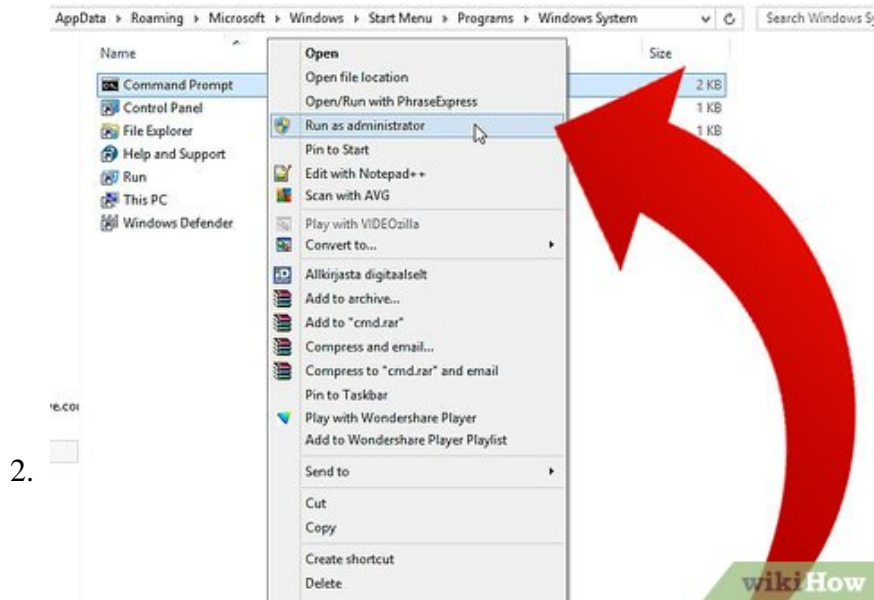 AppData Roaming Microsoft Windows Start Menu Programs Windows System
Search Windows Sy
Name
Size
Command Prompt
2 KB
Control Panel
1 KB
File Explorer
1 KB
Help and Support
Run
This PC
Windows Defender
Open
Open file location
Open/Run with PhraseExpress
Run as administrator
Pin to Start
Edit with Notepad++
Scan with AVG
Play with VIDEOzilla
Convert to...
Allkirjasta digitaalselt
Add to archive...
Add to "cmd.rar"
Compress and email...
Compress to "cmd.rar" and email
Pin to Taskbar
Play with Wondershare Player
Add to Wondershare Player Playlist
Send to
Cut
Copy
Create shortcut
Delete
2.
wikiHow